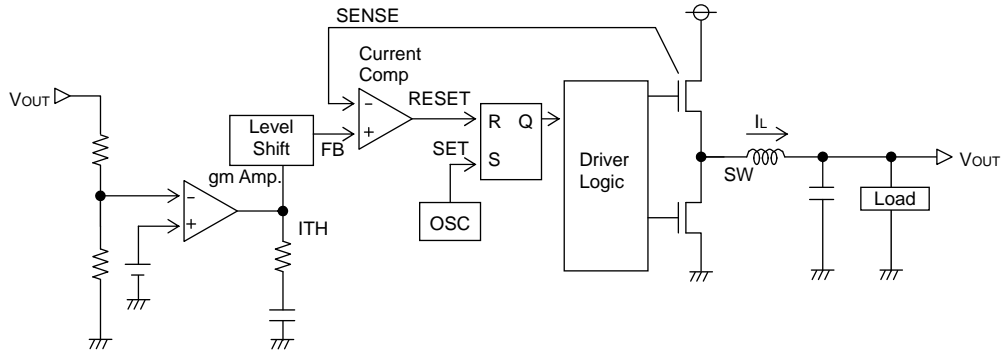 SENSE
Current
Comp
VOUT
RESET
Level
Shift
FB
R Q
S
SET
gm Amp.
ITH
OSC
Driver
Logic
IL
SW
VOUT
Load
-
+
-
+